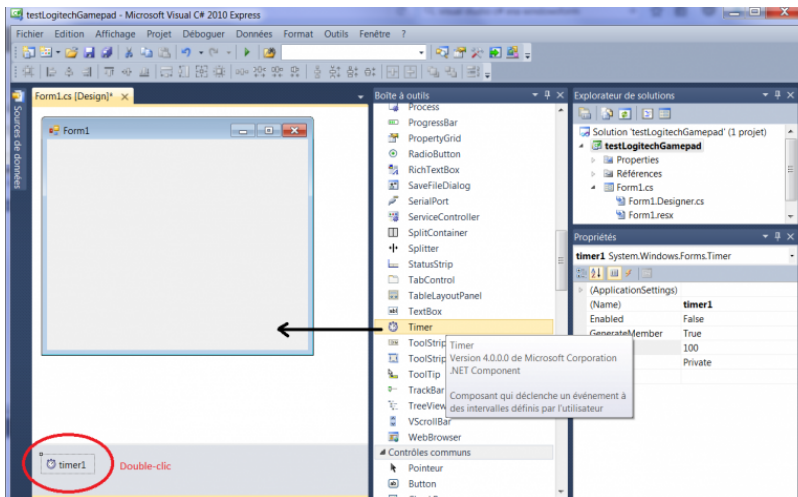 testLogitechGamepad - Microsoft Visual C# 2010 Express
Fichier Edition Affichage Projet Déboguer Données Format Outils Fenêtre ?
Sources de données
Form1.cs [Design]*
Form1
timer1
Double-clic
Boîte à outils
Process
ProgressBar
PropertyGrid
RadioButton
RichTextBox
SaveFileDialog
SerialPort
ServiceController
SplitContainer
Splitter
StatusStrip
TabControl
TableLayoutPanel
TextBox
Timer
ToolStrip
ToolStrip
ToolTip
TrackBar
TreeView
VScrollBar
WebBrowser
Contrôles communs
Pointeur
Button
Timer
Version 4.0.0.0 de Microsoft Corporation
.NET Component
Composant qui déclenche un événement à
des intervalles définis par l'utilisateur
Explorateur de solutions
Solution 'testLogitechGamepad' (1 projet)
testLogitechGamepad
Properties
Références
Form1.cs
Form1.Designer.cs
Form1.resx
Propriétés
timer1 System.Windows.Forms.Timer
(ApplicationSettings)
(Name) timer1
Enabled False
GenerateMember True
100
Private